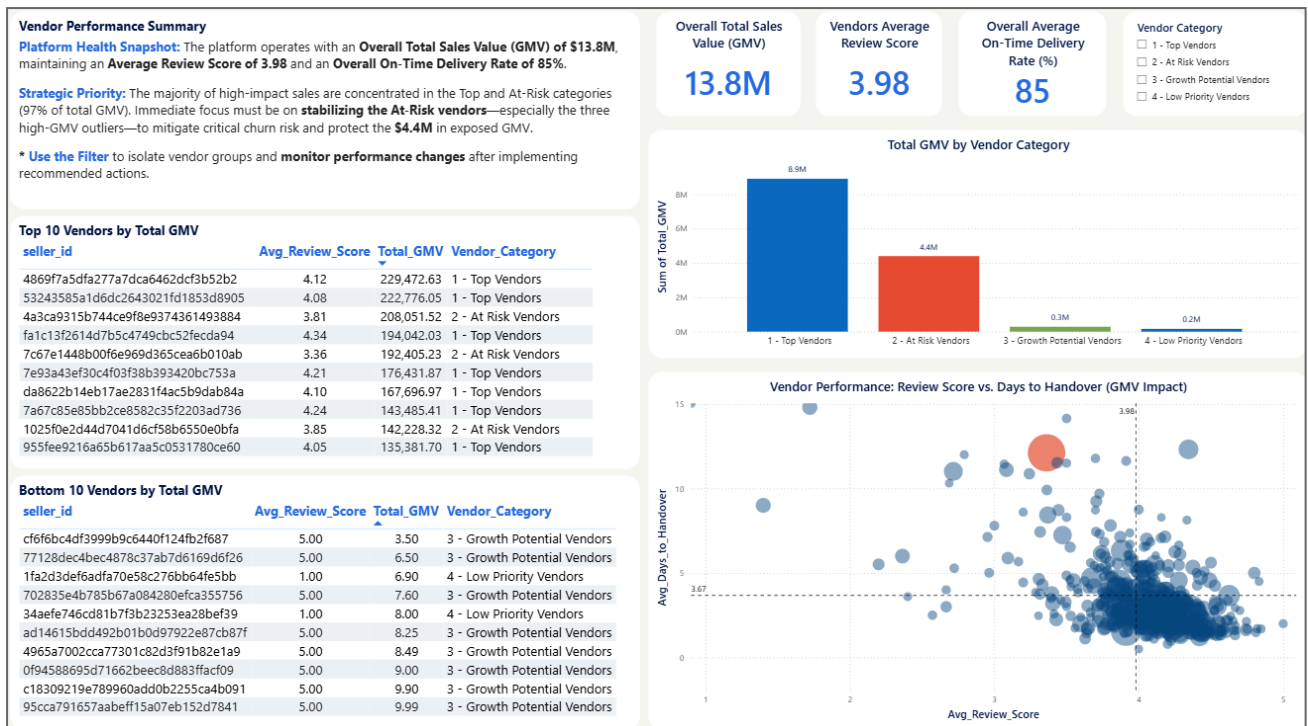 Vendor Performance Summary
Platform Health Snapshot: The platform operates with an Overall Total Sales Value (GMV) of $13.8M,
maintaining an Average Review Score of 3.98 and an Overall On-Time Delivery Rate of 85%.
Strategic Priority: The majority of high-impact sales are concentrated in the Top and At-Risk categories
(97% of total GMV). Immediate focus must be on stabilizing the At-Risk vendors—especially the three
high-GMV outliers—to mitigate critical churn risk and protect the $4.4M in exposed GMV.
* Use the Filter to isolate vendor groups and monitor performance changes after implementing
recommended actions.
Overall Total Sales
Value (GMV)
13.8M
Vendors Average
Review Score
3.98
Overall Average
On-Time Delivery
Rate (%)
85
Vendor Category
1 - Top Vendors
2 - At Risk Vendors
3 - Growth Potential Vendors
4 - Low Priority Vendors
Top 10 Vendors by Total GMV
seller_id Avg_Review_Score Total_GMV Vendor_Category
4869f7a5dfa277a7dca6462dcf3b52b2 4.12 229,472.63 1 - Top Vendors
53243585a1d6dc2643021fd1853d8905 4.08 222,776.05 1 - Top Vendors
4a3ca9315b744ce9f8e9374361493884 3.81 208,051.52 2 - At Risk Vendors
fa1c13f2614d7b5c4749cbc52fecda94 4.34 194,042.03 1 - Top Vendors
7c67e1448b00f6e969d365cea6b010ab 3.36 192,405.23 2 - At Risk Vendors
7e93a43ef30c4f03f38b393420bc753a 4.21 176,431.87 1 - Top Vendors
da8622b14eb17ae2831f4ac5b9dab84a 4.10 167,696.97 1 - Top Vendors
7a67c85e85bb2ce8582c35f2203ad736 4.24 143,485.41 1 - Top Vendors
1025f0e2d44d7041d6cf58b6550e0bfa 3.85 142,228.32 2 - At Risk Vendors
955fee9216a65b617aa5c0531780ce60 4.05 135,381.70 1 - Top Vendors
Bottom 10 Vendors by Total GMV
seller_id Avg_Review_Score Total_GMV Vendor_Category
cf6f6bc4df3999b9c6440f124fb2f687 5.00 3.50 3 - Growth Potential Vendors
77128dec4bec4878c37ab7d6169d6f26 5.00 6.50 3 - Growth Potential Vendors
1fa2d3def6adfa70e58c276bb64fe5bb 1.00 6.90 4 - Low Priority Vendors
702835e4b785b67a084280efca355756 5.00 7.60 3 - Growth Potential Vendors
34aefe746cd81b7f3b23253ea28bef39 1.00 8.00 4 - Low Priority Vendors
ad14615bdd492b01b0d97922e87cb87f 5.00 8.25 3 - Growth Potential Vendors
4965a7002cca77301c82d3f91b82e1a9 5.00 8.49 3 - Growth Potential Vendors
0f94588695d71662beec8d883ffacf09 5.00 9.00 3 - Growth Potential Vendors
c18309219e789960add0b2255ca4b091 5.00 9.90 3 - Growth Potential Vendors
95cca791657aabeff15a07eb152d7841 5.00 9.99 3 - Growth Potential Vendors
Total GMV by Vendor Category
Sum of Total_GMV
8M
6M
4M
2M
0M
8.9M
4.4M
0.3M
0.2M
1 - Top Vendors
2 - At Risk Vendors
3 - Growth Potential Vendors
4 - Low Priority Vendors
Vendor Performance: Review Score vs. Days to Handover (GMV Impact)
Avg_Days_to_Handover
15
10
5
0
3.98
3.67
1
2
3
4
5
Avg_Review_Score